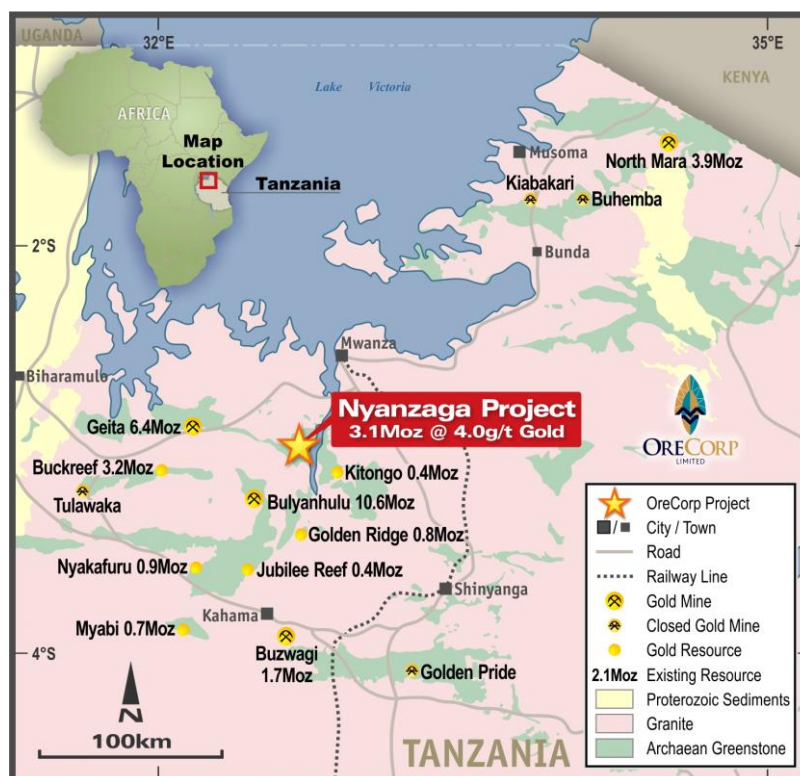 UGANDA
32°E
35°E
KENYA
Lake Victoria
AFRICA
Map
Location
Tanzania
Musoma
North Mara 3.9Moz
Kiabakari
Buhemba
2°S
Bunda
Mwanza
Biharamulo
Nyanzaga Project
3.1Moz @ 4.0g/t Gold
Geita 6.4Moz
ORECORP
LIMITED
Buckreef 3.2Moz
Kitongo 0.4Moz
Tulawaka
Bulyanhulu 10.6Moz
Golden Ridge 0.8Moz
Nyakafuru 0.9Moz
Jubilee Reef 0.4Moz
Shinyanga
Kahama
Myabi 0.7Moz
Buzwagi
1.7Moz
4°S
Golden Pride
N
100km
TANZANIA
OreCorp Project
/ City / Town
Road
Railway Line
Gold Mine
Closed Gold Mine
Gold Resource
2.1Moz Existing Resource
Proterozoic Sediments
Granite
Archaean Greenstone